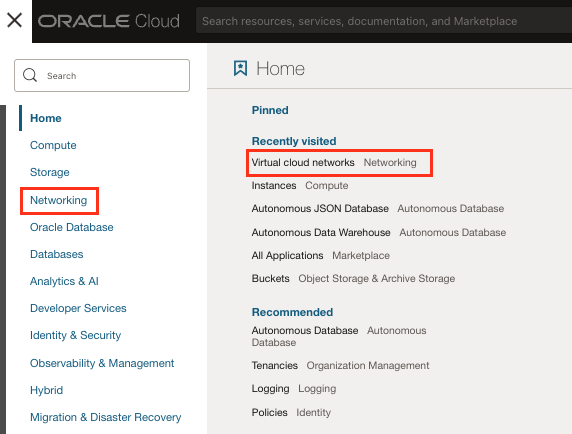 ORACLE Cloud
Search resources, services, documentation, and Marketplace
Search
Home
Compute
Storage
Networking
Oracle Database
Databases
Analytics & AI
Developer Services
Identity & Security
Observability & Management
Hybrid
Migration & Disaster Recovery
Home
Pinned
Recently visited
Virtual cloud networks Networking
Instances Compute
Autonomous JSON Database Autonomous Database
Autonomous Data Warehouse Autonomous Database
All Applications Marketplace
Buckets Object Storage & Archive Storage
Recommended
Autonomous Database Autonomous
Database
Tenancies Organization Management
Logging Logging
Policies Identity